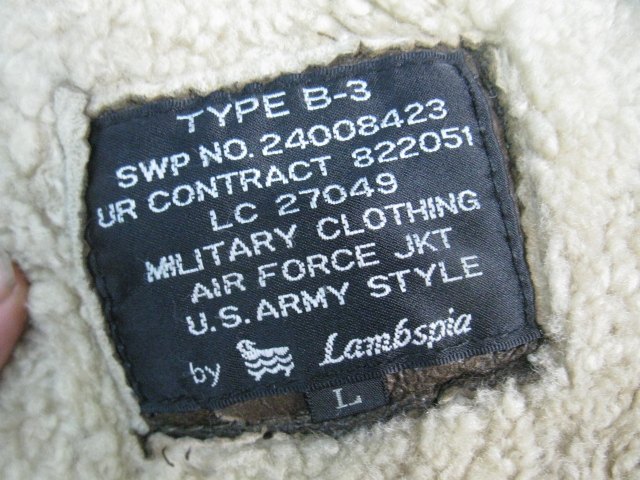 TYPE B-3
SWP NO. 24008423
UR CONTRACT 822051
LC 27049
MILITARY CLOTHING
AIR FORCE JKT
U.S. ARMY STYLE
by Lambspia
L